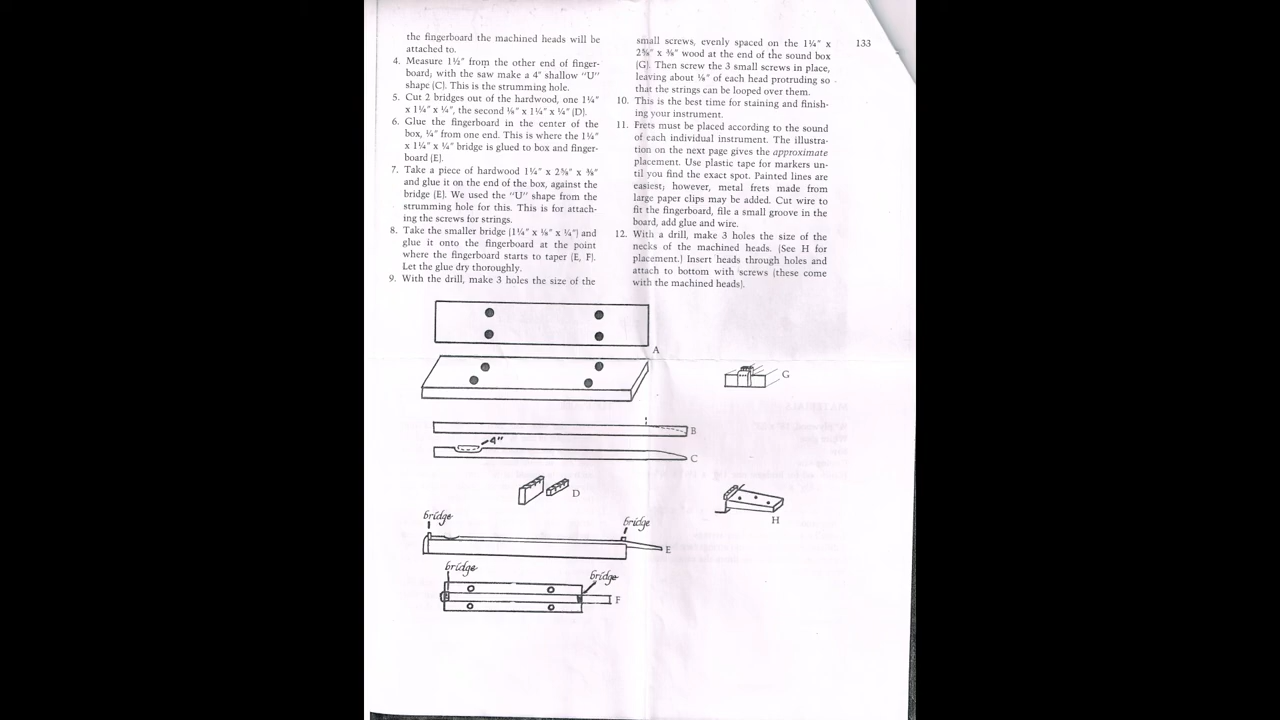 the fingerboard the machined heads will be
attached to.
4. Measure 1½" from the other end of finger-
board; with the saw make a 4" shallow "U"
shape (C). This is the strumming hole.
5. Cut 2 bridges out of the hardwood, one 1¼"
x 1¼" x ¼", the second ⅛" x 1¼" x ¼" (D).
6. Glue the fingerboard in the center of the
box, ¼" from one end. This is where the 1¼"
x 1¼" x ¼" bridge is glued to box and finger-
board (E).
7. Take a piece of hardwood 1¼" x 2⅝" x ⅜"
and glue it on the end of the box, against the
bridge (E). We used the "U" shape from the
strumming hole for this. This is for attach-
ing the screws for strings.
8. Take the smaller bridge (1¼" x ⅛" x ¼") and
glue it onto the fingerboard at the point
where the fingerboard starts to taper (E, F).
Let the glue dry thoroughly.
9. With the drill, make 3 holes the size of the
small screws, evenly spaced on the 1¼" x
2⅝" x ⅜" wood at the end of the sound box
(G). Then screw the 3 small screws in place,
leaving about ⅛" of each head protruding so
that the strings can be looped over them.
10. This is the best time for staining and finish-
ing your instrument.
11. Frets must be placed according to the sound
of each individual instrument. The illustra-
tion on the next page gives the approximate
placement. Use plastic tape for markers un-
til you find the exact spot. Painted lines are
easiest; however, metal frets made from
large paper clips may be added. Cut wire to
fit the fingerboard, file a small groove in the
board, add glue and wire.
12. With a drill, make 3 holes the size of the
necks of the machined heads. (See H for
placement.) Insert heads through holes and
attach to bottom with screws (these come
with the machined heads).
133
A
G
B
4"
C
D
H
bridge
bridge
E
bridge
bridge
F